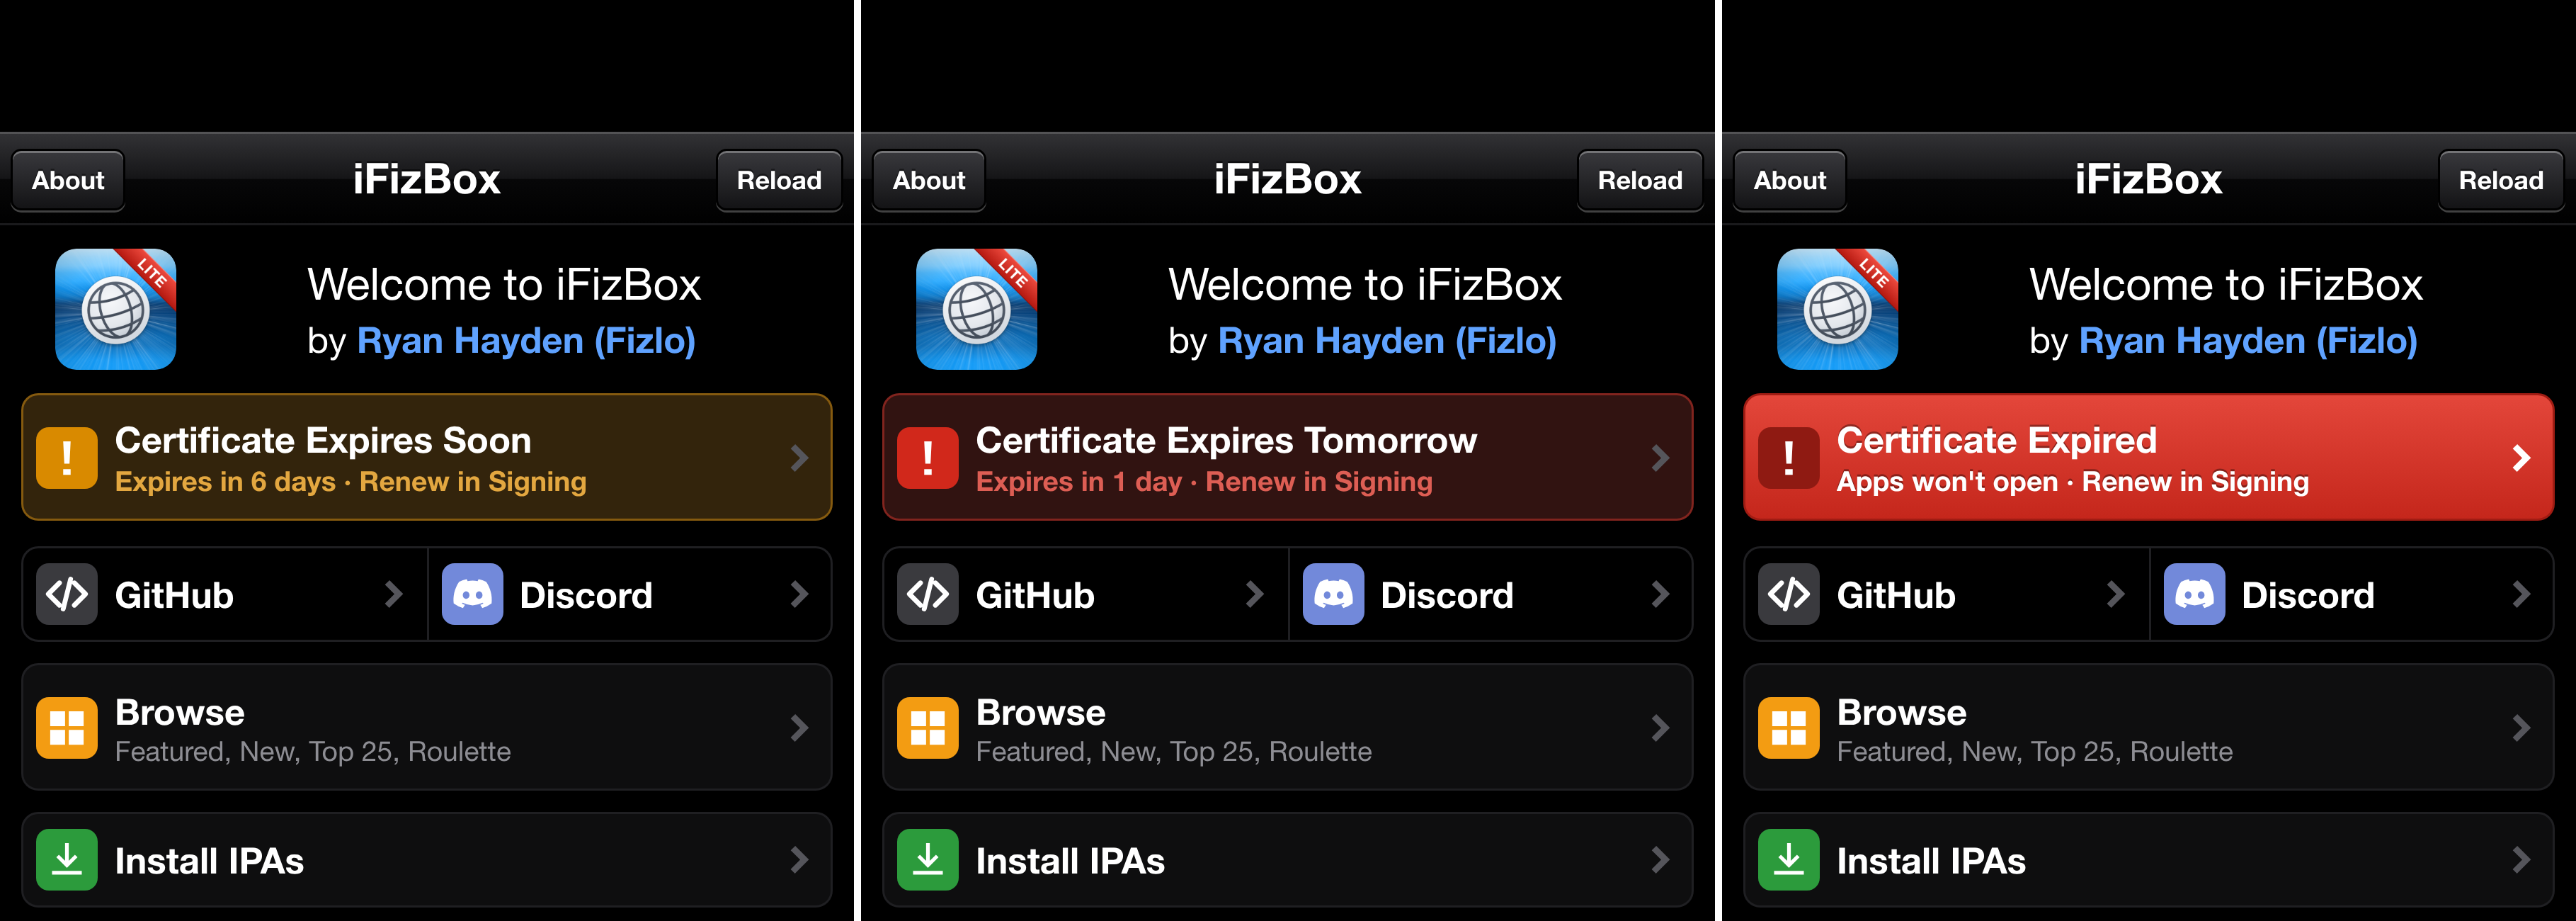 About
iFizBox
Reload
LITE
Welcome to iFizBox
by Ryan Hayden (Fizlo)
!
Certificate Expires Soon
Expires in 6 days · Renew in Signing
GitHub
Discord
Browse
Featured, New, Top 25, Roulette
Install IPAs
About
iFizBox
Reload
LITE
Welcome to iFizBox
by Ryan Hayden (Fizlo)
!
Certificate Expires Tomorrow
Expires in 1 day · Renew in Signing
GitHub
Discord
Browse
Featured, New, Top 25, Roulette
Install IPAs
About
iFizBox
Reload
LITE
Welcome to iFizBox
by Ryan Hayden (Fizlo)
!
Certificate Expired
Apps won't open · Renew in Signing
GitHub
Discord
Browse
Featured, New, Top 25, Roulette
Install IPAs